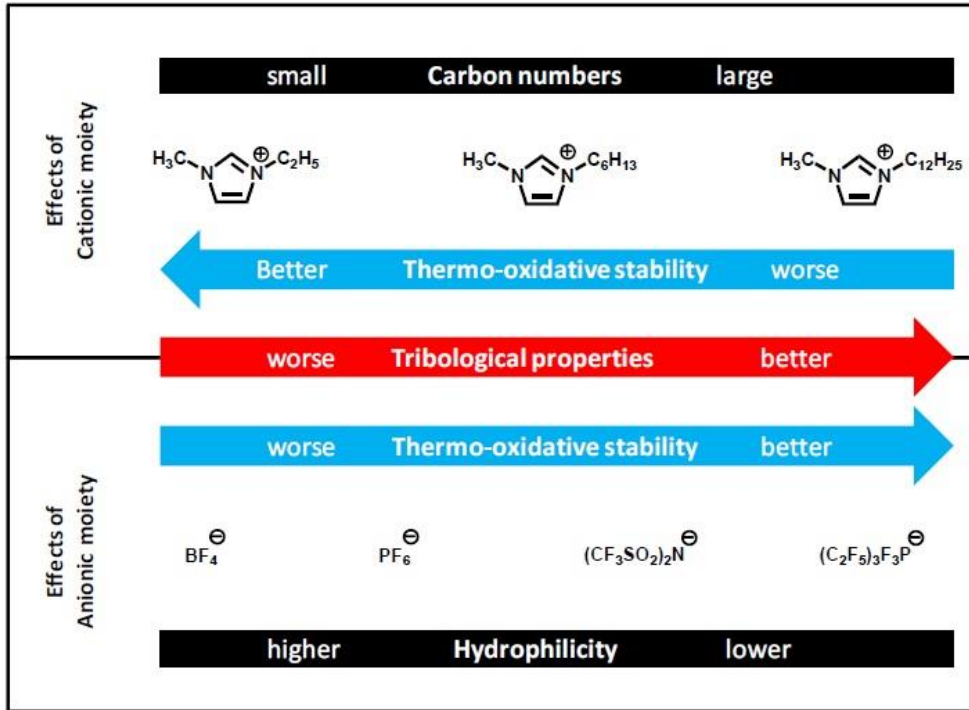 small Carbon numbers large
Effects of
Cationic moiety
H₃C N ⊕ N C₂H₅
H₃C N ⊕ N C₆H₁₃
H₃C N ⊕ N C₁₂H₂₅
Better Thermo-oxidative stability worse
worse Tribological properties better
worse Thermo-oxidative stability better
Effects of
Anionic moiety
BF₄⊖ PF₆⊖ (CF₃SO₂)₂N⊖ (C₂F₅)₃F₃P⊖
higher Hydrophilicity lower